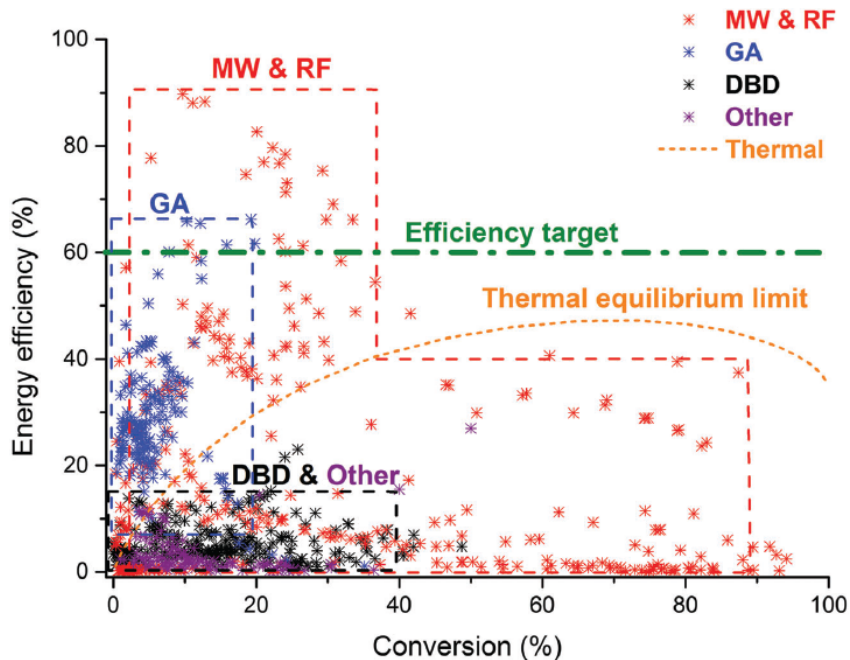 MW & RF
GA
DBD
Other
Thermal
MW & RF
GA
Efficiency target
Thermal equilibrium limit
DBD & Other
Energy efficiency (%)
100
80
60
40
20
0
0
20
40
60
80
100
Conversion (%)